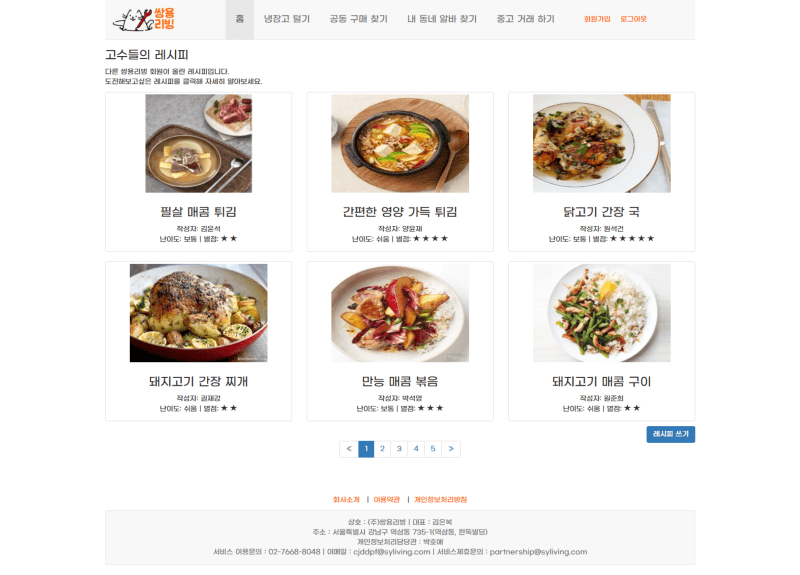 쌍용
리빙
홈 냉장고 털기 공동 구매 찾기 내 동네 알바 찾기 중고 거래 하기 회원가입 로그아웃
고수들의 레시피
다른 쌍용리빙 회원이 올린 레시피입니다.
도전해보고싶은 레시피을 클릭해 자세히 알아보세요.
필살 매콤 튀김
작성자: 김윤석
난이도: 보통 | 별점: ★ ★
간편한 영양 가득 튀김
작성자: 양윤재
난이도: 쉬움 | 별점: ★ ★ ★ ★
닭고기 간장 국
작성자: 원석건
난이도: 보통 | 별점: ★ ★ ★ ★ ★
돼지고기 간장 찌개
작성자: 권재강
난이도: 쉬움 | 별점: ★ ★
만능 매콤 볶음
작성자: 박석영
난이도: 보통 | 별점: ★ ★ ★
돼지고기 매콤 구이
작성자: 원준희
난이도: 쉬움 | 별점: ★ ★
레시피 쓰기
« 1 2 3 4 5 »
회사소개 | 이용약관 | 개인정보처리방침
상호 : (주)쌍용리빙 | 대표 : 김은복
주소 : 서울특별시 강남구 역삼동 735-1(역삼동, 한독빌딩)
개인정보처리담당관 : 박호애
서비스 이용문의 : 02-7668-8048 | 이메일 : cjddpf@syliving.com | 서비스제휴문의 : partnership@syliving.com